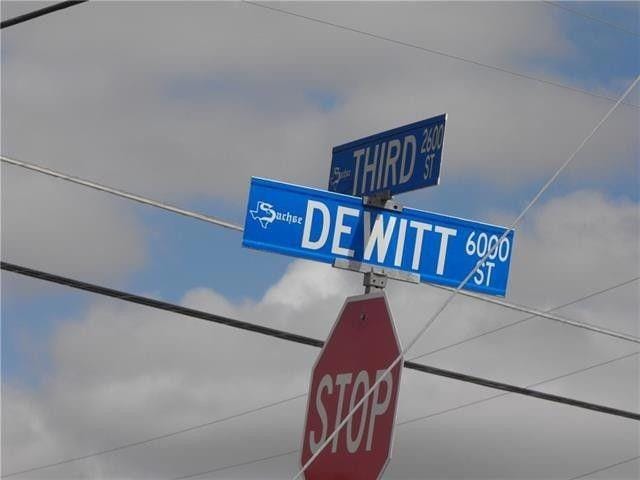 Sachse THIRD 2600 ST
Sachse DEWITT 6000 ST
STOP